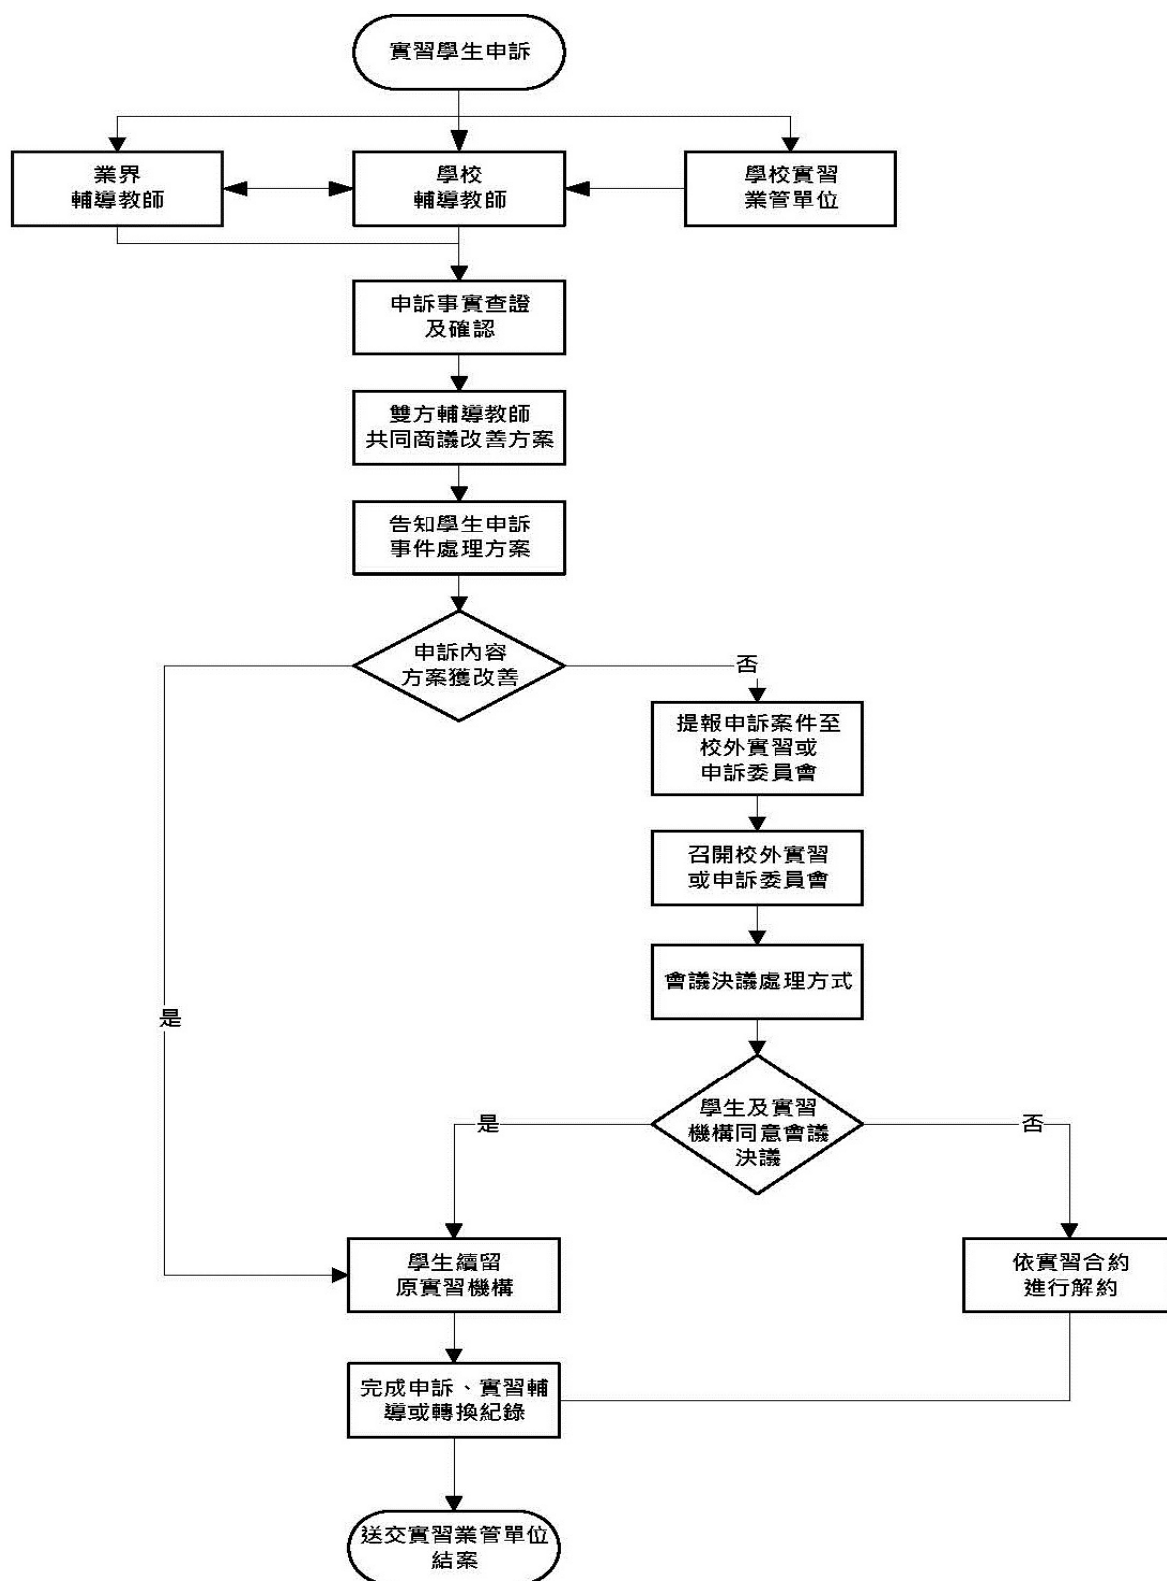 實習學生申訴
業界
輔導教師
學校
輔導教師
學校實習
業管單位
申訴事實查證
及確認
雙方輔導教師
共同商議改善方案
告知學生申訴
事件處理方案
申訴內容
方案獲改善
否
提報申訴案件至
校外實習或
申訴委員會
召開校外實習
或申訴委員會
會議決議處理方式
是
學生及實習
機構同意會議
決議
是
否
學生續留
原實習機構
依實習合約
進行解約
完成申訴、實習輔
導或轉換紀錄
送交實習業管單位
結案